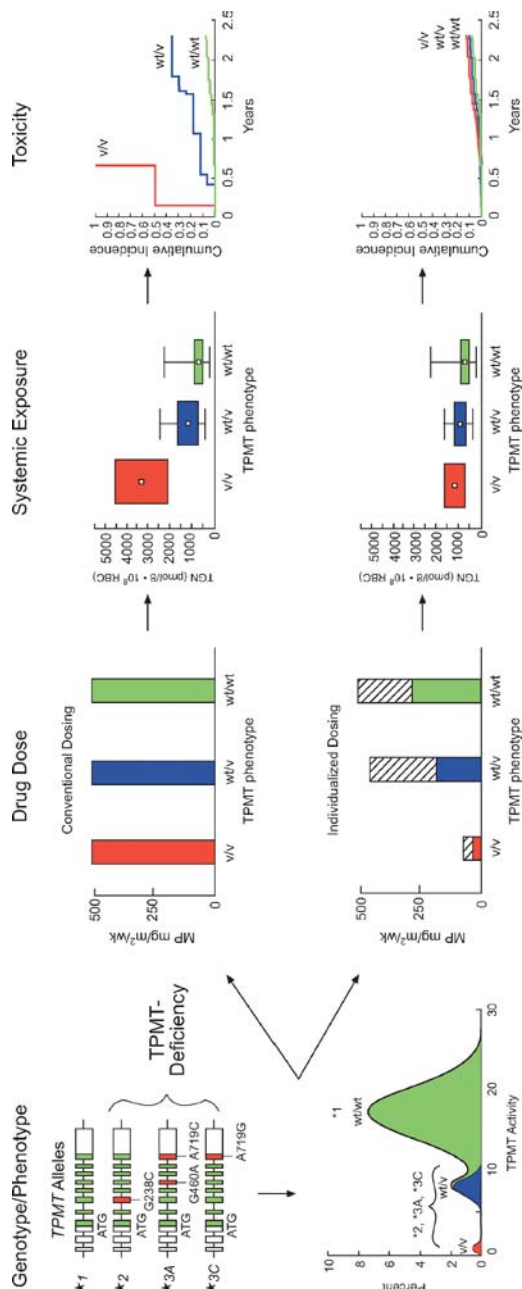 Genotype/Phenotype
TPMT Alleles
★1
ATG
★2
ATG
G238C
★3A
ATG
G460A
A719C
★3C
ATG
A719G
TPMT-
Deficiency
Percent
10
8
6
4
2
0
*1
wt/wt
*2, *3A, *3C
wt/v
v/v
0
10
20
30
TPMT Activity
Drug Dose
Conventional Dosing
MP mg/m²/wk
500
250
0
v/v
wt/v
wt/wt
TPMT phenotype
Individualized Dosing
MP mg/m²/wk
500
250
0
v/v
wt/v
wt/wt
TPMT phenotype
Systemic Exposure
TGN (pmol/8 • 10⁸ RBC)
5000
4000
3000
2000
1000
0
v/v
wt/v
wt/wt
TPMT phenotype
TGN (pmol/8 • 10⁸ RBC)
5000
4000
3000
2000
1000
0
v/v
wt/v
wt/wt
TPMT phenotype
Toxicity
Cumulative Incidence
1
0.9
0.8
0.7
0.6
0.5
0.4
0.3
0.2
0.1
0
v/v
wt/v
wt/wt
0
0.5
1
1.5
2
2.5
Years
Cumulative Incidence
1
0.9
0.8
0.7
0.6
0.5
0.4
0.3
0.2
0.1
0
v/v
wt/v
wt/wt
0
0.5
1
1.5
2
2.5
Years